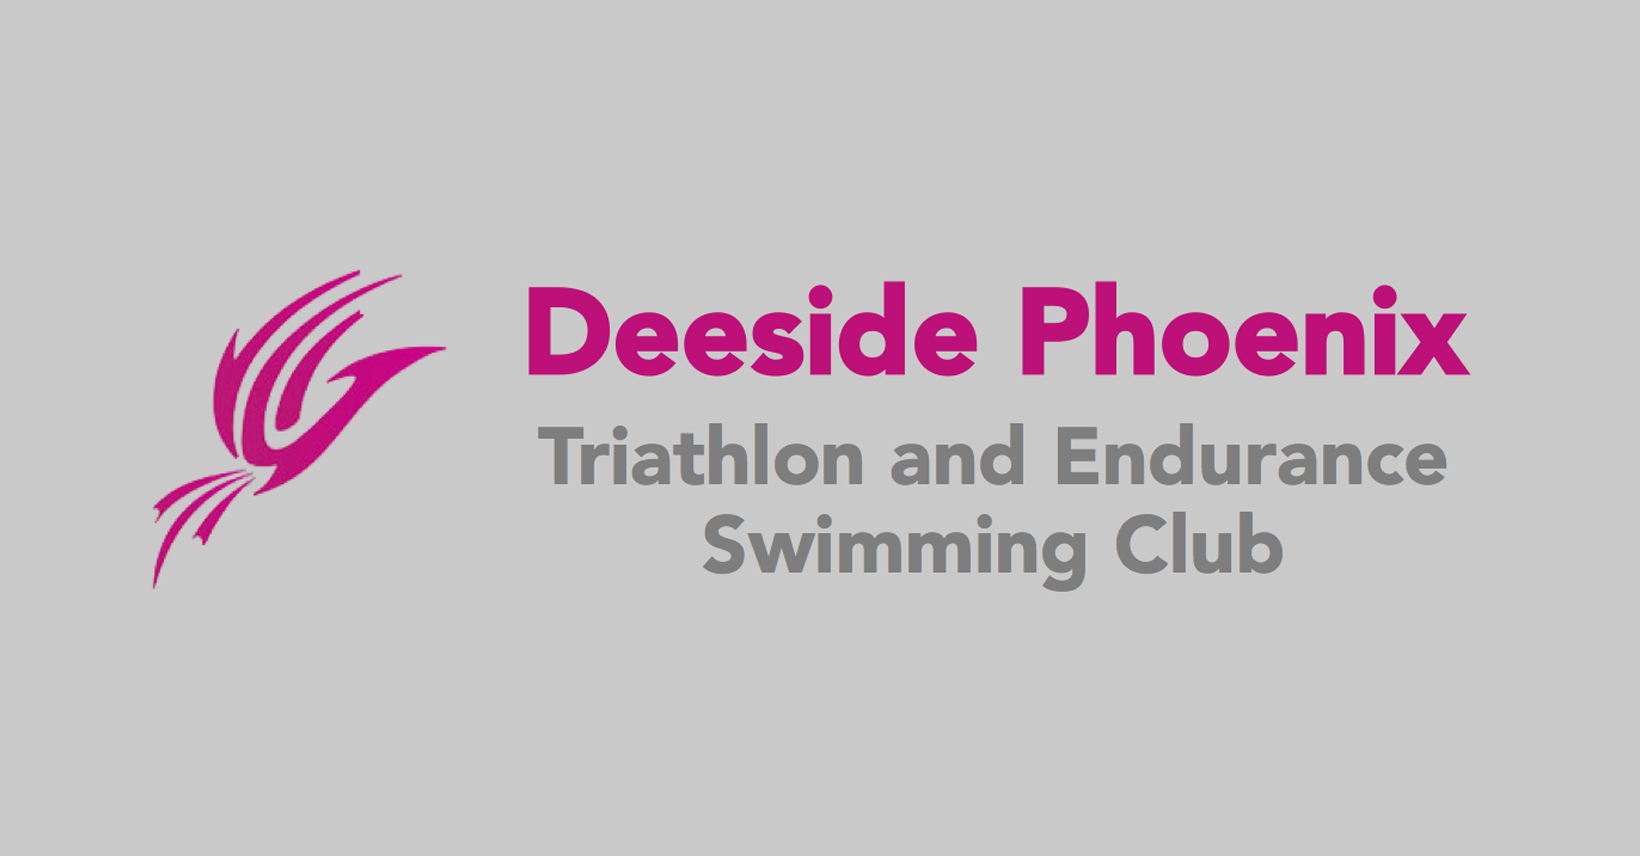 Deeside Phoenix
Triathlon and Endurance
Swimming Club